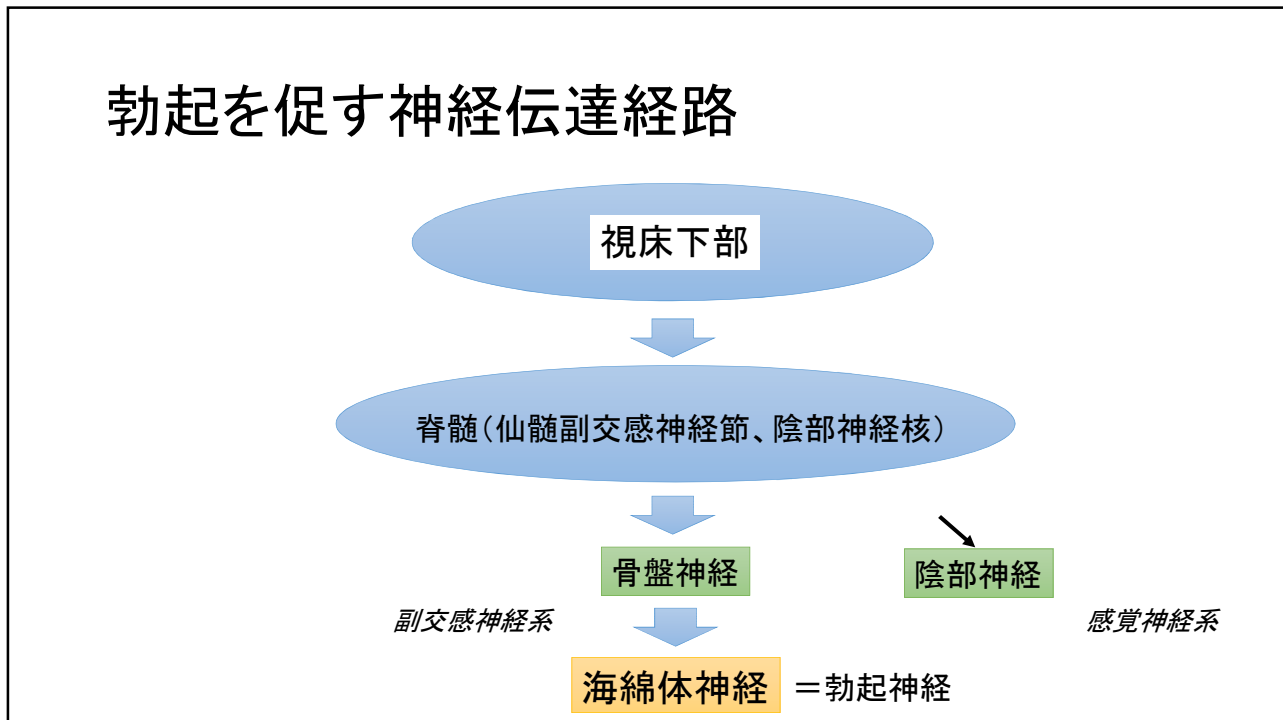 勃起を促す神経伝達経路
視床下部
脊髄（仙髄副交感神経節、陰部神経核）
骨盤神経
陰部神経
副交感神経系
感覚神経系
海綿体神経
＝勃起神経